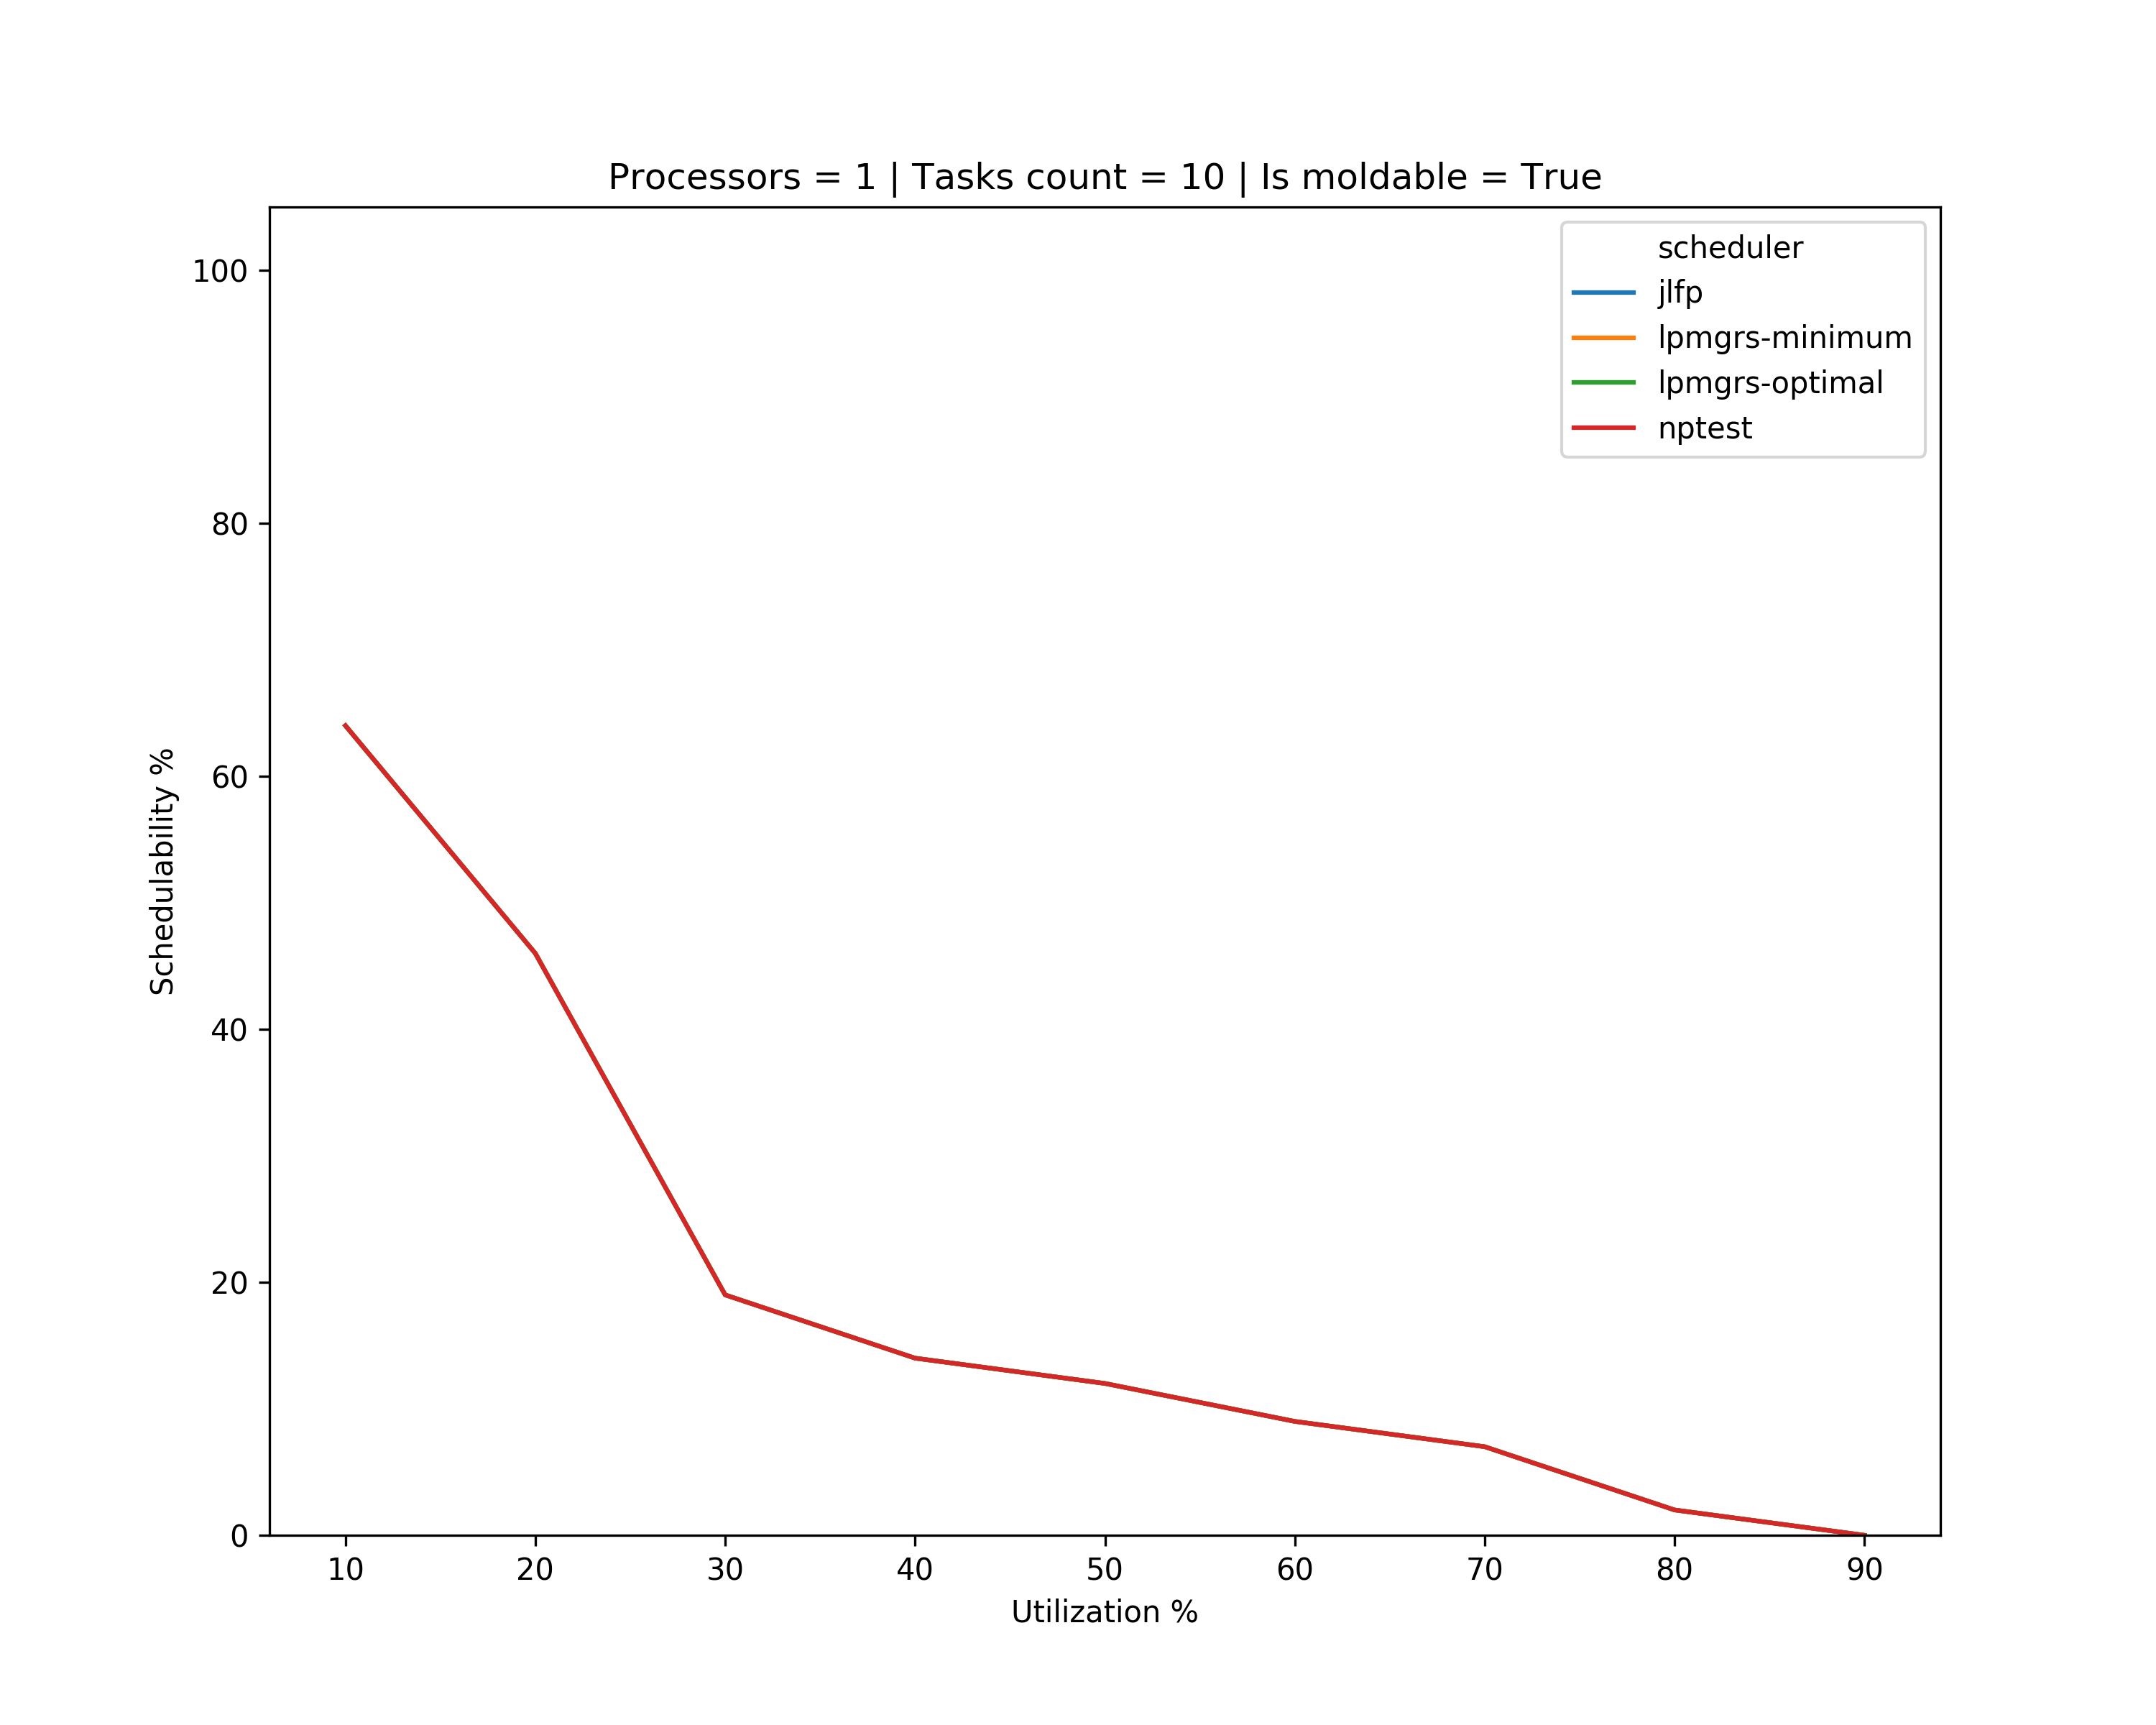 Processors = 1 | Tasks count = 10 | Is moldable = True
scheduler
jlfp
lpmgrs-minimum
lpmgrs-optimal
nptest
Schedulability %
100
80
60
40
20
0
10 20 30 40 50 60 70 80 90
Utilization %